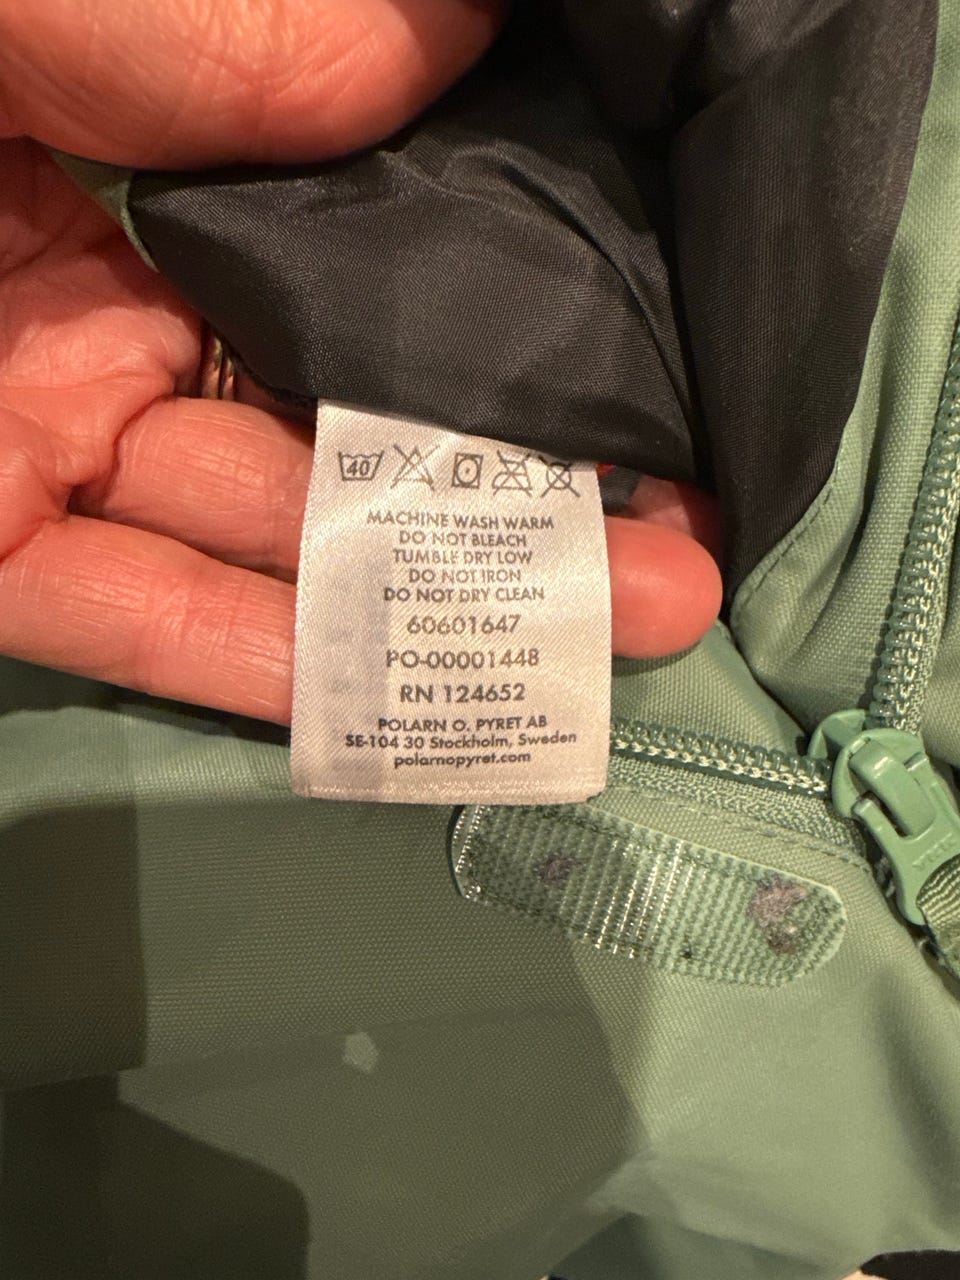 40
MACHINE WASH WARM
DO NOT BLEACH
TUMBLE DRY LOW
DO NOT IRON
DO NOT DRY CLEAN
60601647
PO-00001448
RN 124652
POLARN O. PYRET AB
SE-104 30 Stockholm, Sweden
polarnopyret.com